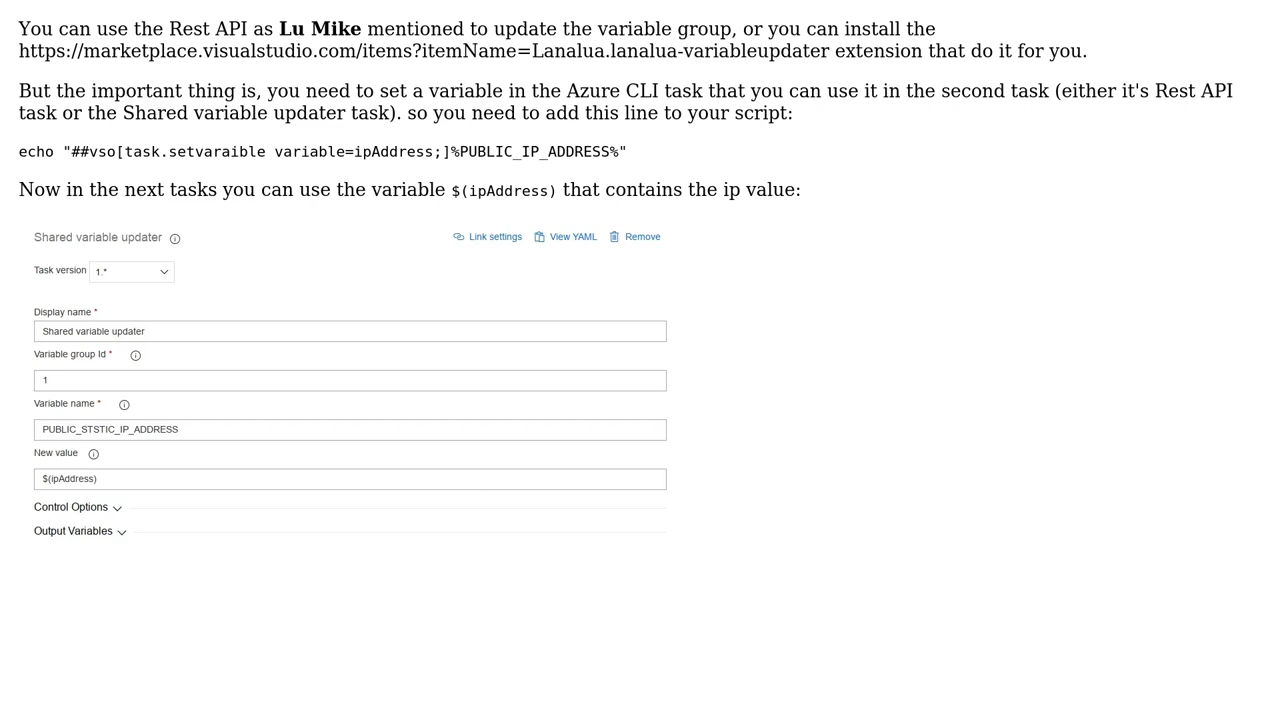 You can use the Rest API as Lu Mike mentioned to update the variable group, or you can install the
https://marketplace.visualstudio.com/items?itemName=Lanalua.lanalua-variableupdater extension that do it for you.
But the important thing is, you need to set a variable in the Azure CLI task that you can use it in the second task (either it's Rest API
task or the Shared variable updater task). so you need to add this line to your script:
echo "##vso[task.setvaraible variable=ipAddress;]%PUBLIC_IP_ADDRESS%"
Now in the next tasks you can use the variable $(ipAddress) that contains the ip value:
Shared variable updater Link settings View YAML Remove
Task version 1.*
Display name *
Shared variable updater
Variable group Id *
1
Variable name *
PUBLIC_STSTIC_IP_ADDRESS
New value
$(ipAddress)
Control Options
Output Variables